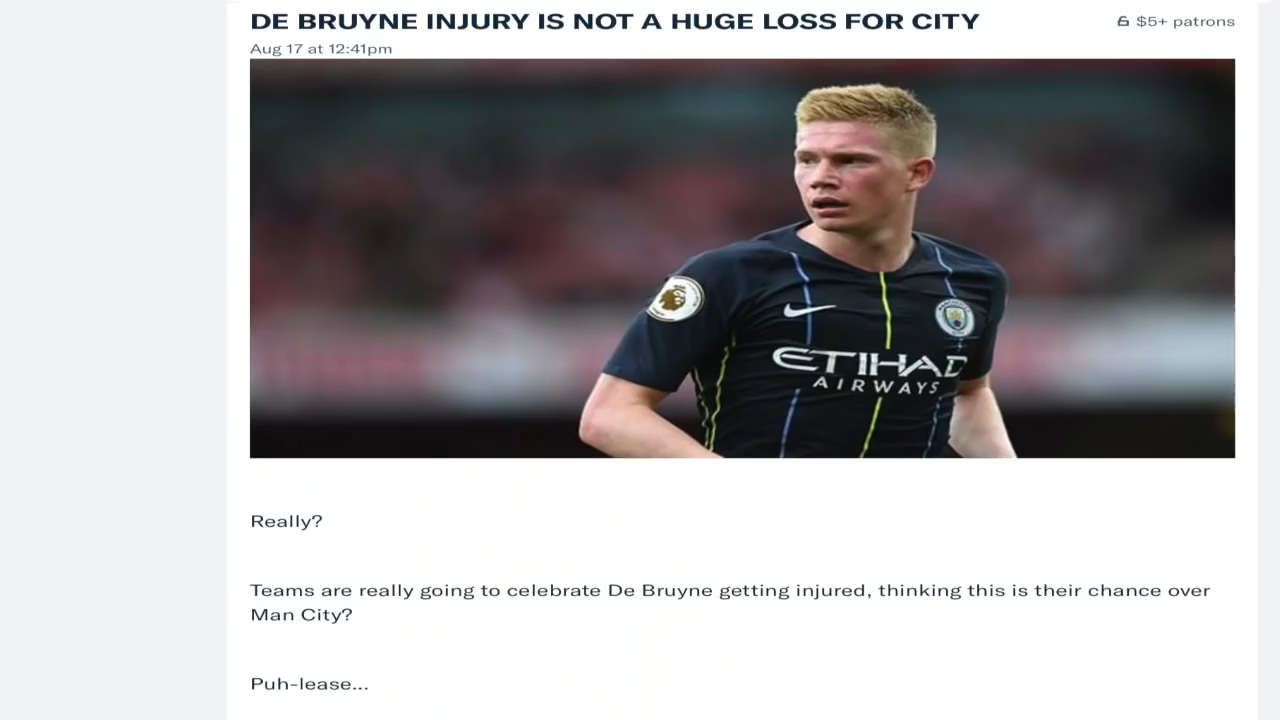 DE BRUYNE INJURY IS NOT A HUGE LOSS FOR CITY
$5+ patrons
Aug 17 at 12:41pm
ETIHAD
AIRWAYS
Really?
Teams are really going to celebrate De Bruyne getting injured, thinking this is their chance over
Man City?
Puh-lease...